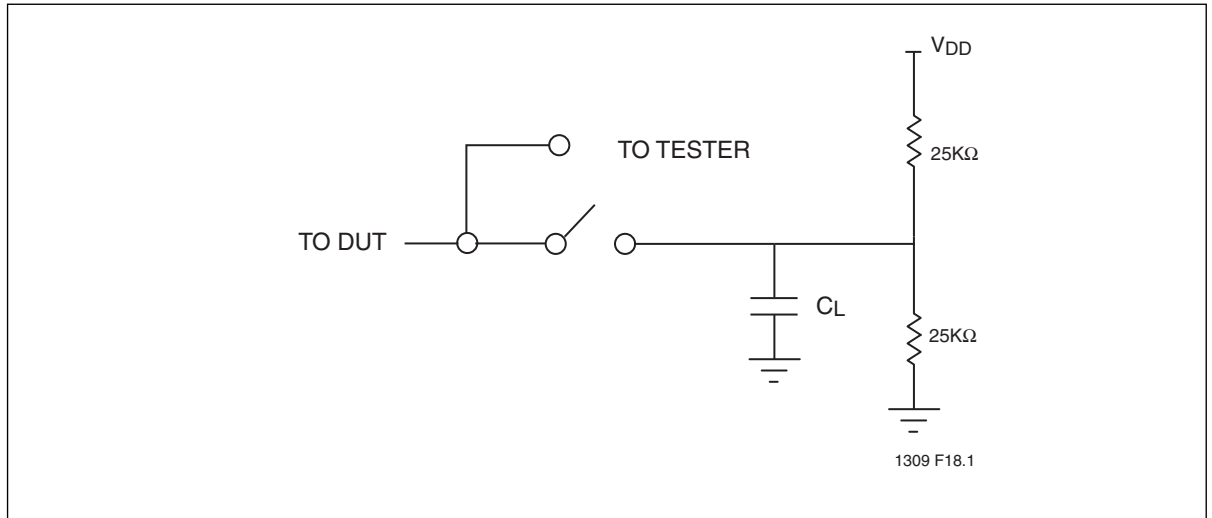 VDD
25KΩ
TO TESTER
TO DUT
CL
25KΩ
1309 F18.1